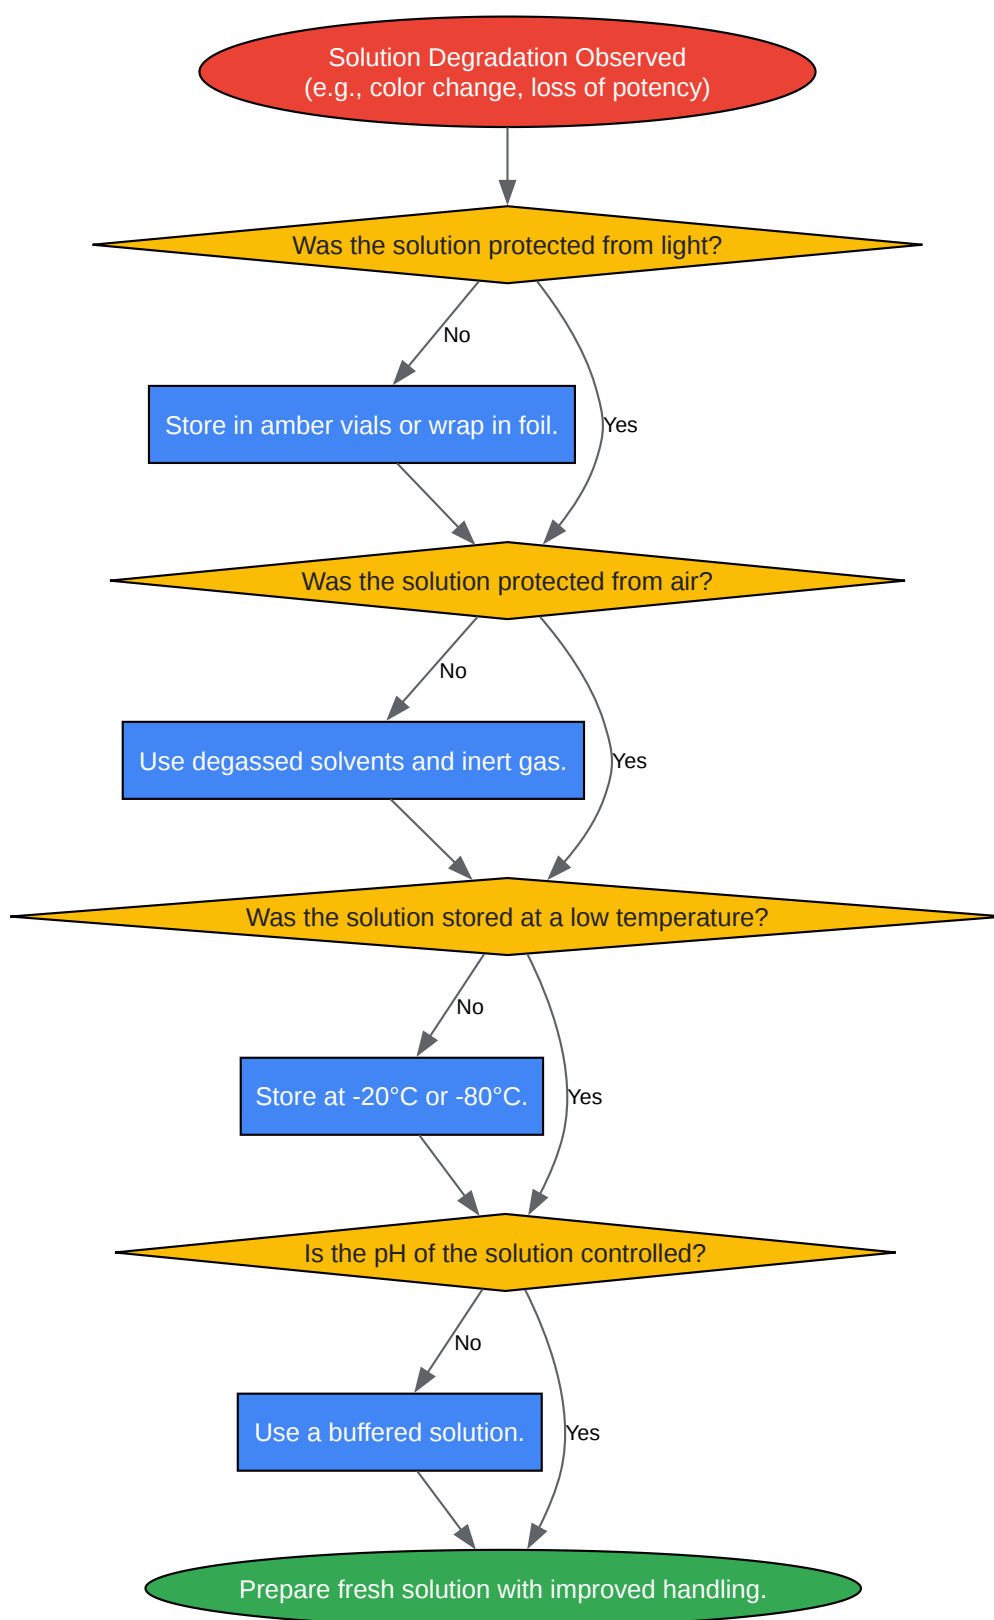 Solution Degradation Observed
(e.g., color change, loss of potency)
Was the solution protected from light?
No
Store in amber vials or wrap in foil.
Yes
Was the solution protected from air?
No
Use degassed solvents and inert gas.
Yes
Was the solution stored at a low temperature?
No
Store at -20°C or -80°C.
Yes
Is the pH of the solution controlled?
No
Use a buffered solution.
Yes
Prepare fresh solution with improved handling.